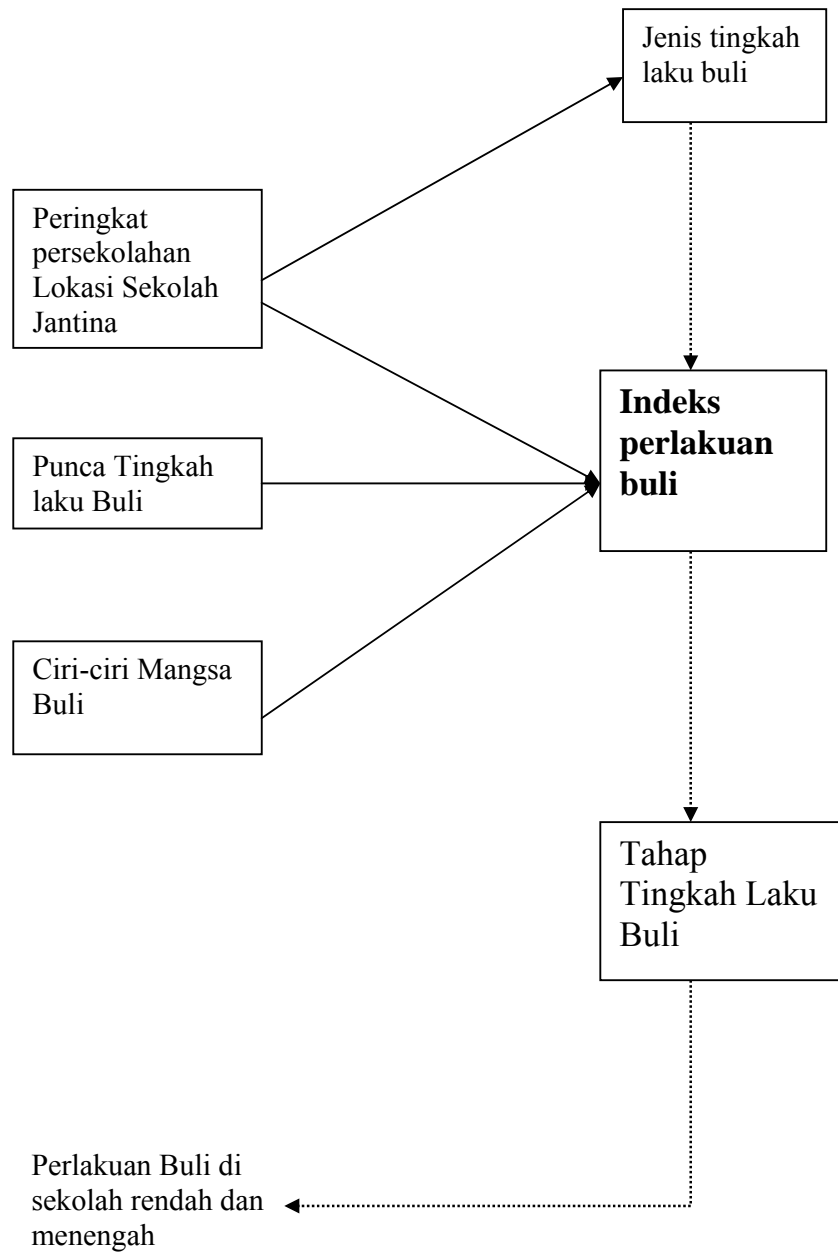 Jenis tingkah
laku buli
Peringkat
persekolahan
Lokasi Sekolah
Jantina
Indeks
perlakuan
buli
Punca Tingkah
laku Buli
Ciri-ciri Mangsa
Buli
Tahap
Tingkah Laku
Buli
Perlakuan Buli di
sekolah rendah dan
menengah